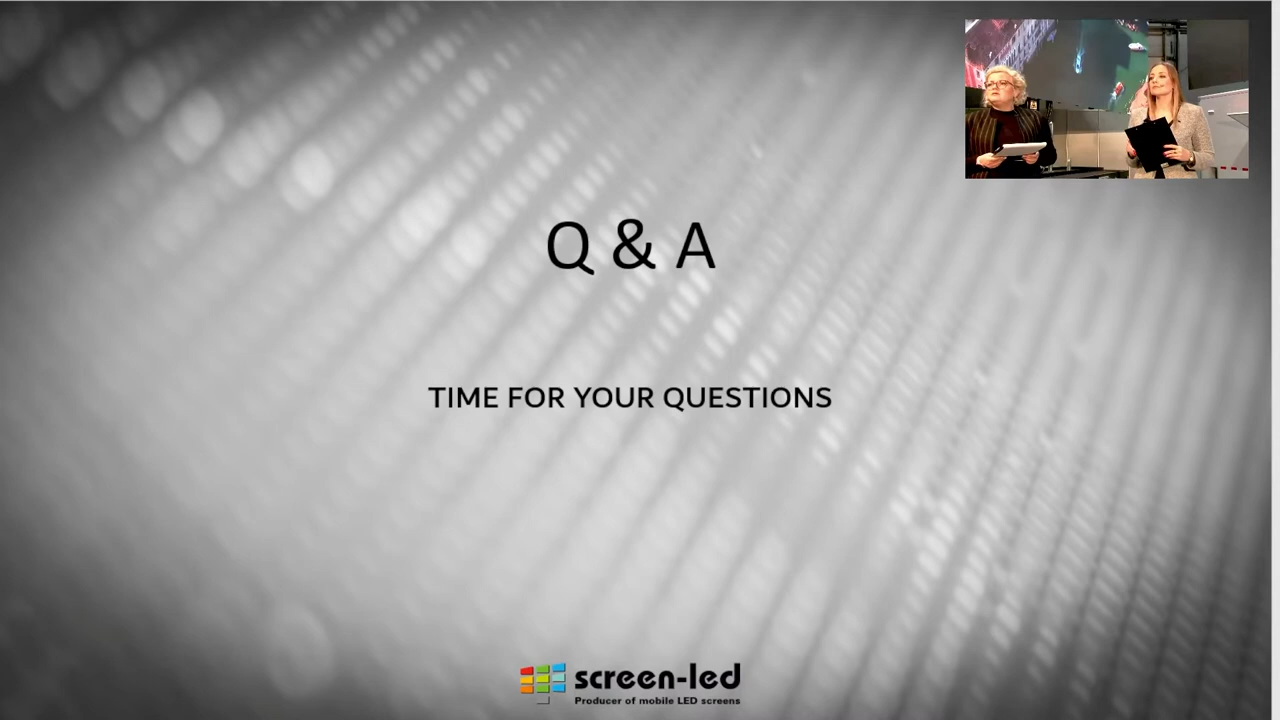 Q & A
TIME FOR YOUR QUESTIONS
screen-led
Producer of mobile LED screens